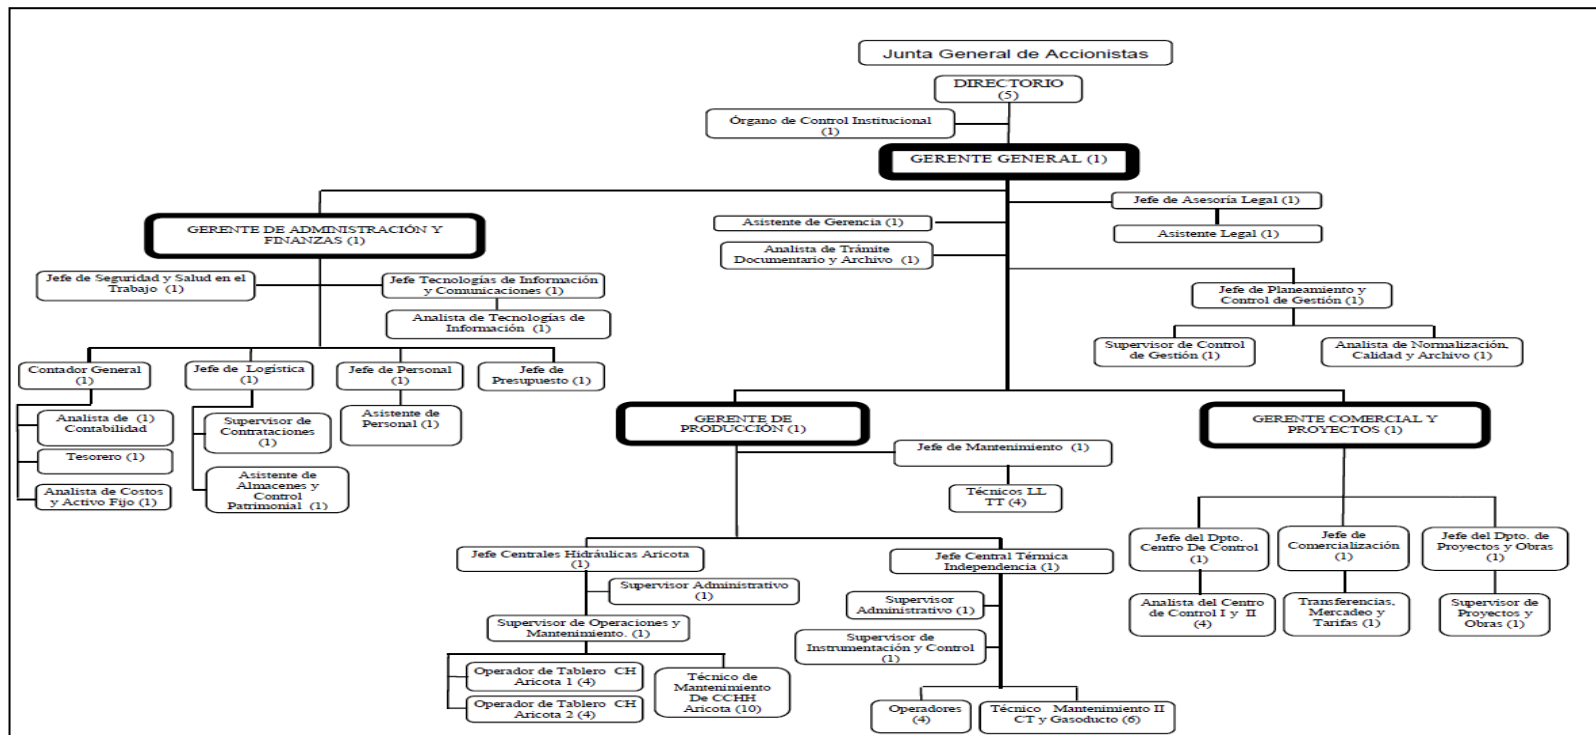 Junta General de Accionistas
DIRECTORIO
(5)
Órgano de Control Institucional
(1)
GERENTE GENERAL (1)
Jefe de Asesoría Legal (1)
Asistente Legal (1)
Asistente de Gerencia (1)
Analista de Trámite
Documentario y Archivo (1)
GERENTE DE ADMINISTRACIÓN Y
FINANZAS (1)
Jefe de Seguridad y Salud en el
Trabajo (1)
Jefe Tecnologías de Información
y Comunicaciones (1)
Analista de Tecnologías de
Información (1)
Jefe de Planeamiento y
Control de Gestión (1)
Supervisor de Control
de Gestión (1)
Analista de Normalización,
Calidad y Archivo (1)
Contador General
(1)
Jefe de Logística
(1)
Jefe de Personal
(1)
Jefe de
Presupuesto (1)
Analista de (1)
Contabilidad
Tesorero (1)
Analista de Costos
y Activo Fijo (1)
Supervisor de
Contrataciones
(1)
Asistente de
Almacenes y
Control
Patrimonial (1)
Asistente de
Personal (1)
GERENTE DE
PRODUCCIÓN (1)
GERENTE COMERCIAL Y
PROYECTOS (1)
Jefe de Mantenimiento (1)
Técnicos LL
TT (4)
Jefe Centrales Hidráulicas Aricota
(1)
Supervisor Administrativo
(1)
Supervisor de Operaciones y
Mantenimiento. (1)
Operador de Tablero CH
Aricota 1 (4)
Operador de Tablero CH
Aricota 2 (4)
Técnico de
Mantenimiento
De CCHH
Aricota (10)
Jefe Central Térmica
Independencia (1)
Supervisor
Administrativo (1)
Supervisor de
Instrumentación y Control
(1)
Operadores
(4)
Técnico Mantenimiento II
CT y Gasoducto (6)
Jefe del Dpto.
Centro De Control
(1)
Jefe de
Comercialización
(1)
Jefe del Dpto. de
Proyectos y Obras
(1)
Analista del Centro
de Control I y II
(4)
Transferencias,
Mercadeo y
Tarifas (1)
Supervisor de
Proyectos y
Obras (1)